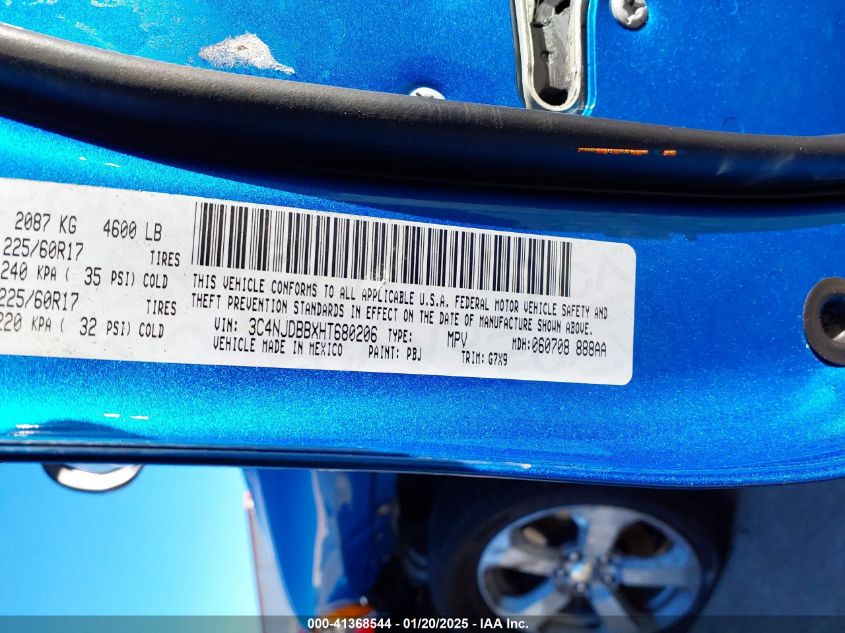 2087 KG 4600 LB
225/60R17 TIRES
240 KPA ( 35 PSI) COLD
225/60R17 TIRES
220 KPA ( 32 PSI) COLD
THIS VEHICLE CONFORMS TO ALL APPLICABLE U.S.A. FEDERAL MOTOR VEHICLE SAFETY AND
THEFT PREVENTION STANDARDS IN EFFECT ON THE DATE OF MANUFACTURE SHOWN ABOVE.
VIN: 3C4NJDBBXHT680206 TYPE: MPV MDH:060708 888AA
VEHICLE MADE IN MEXICO PAINT: PBJ TRIM: G7X9
000-41368544 - 01/20/2025 - IAA Inc.